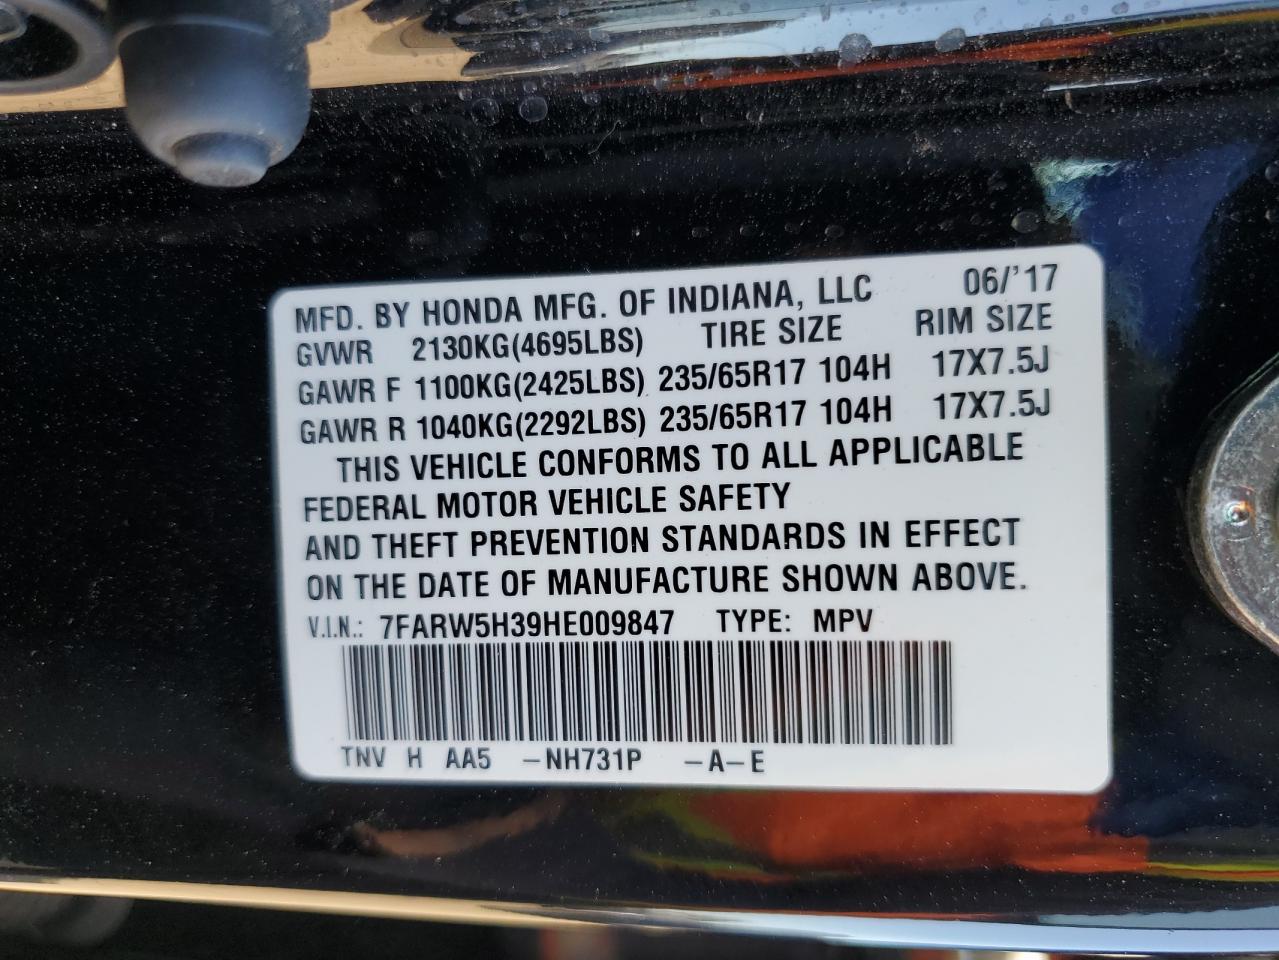 MFD. BY HONDA MFG. OF INDIANA, LLC 06/'17
GVWR 2130KG(4695LBS) TIRE SIZE RIM SIZE
GAWR F 1100KG(2425LBS) 235/65R17 104H 17X7.5J
GAWR R 1040KG(2292LBS) 235/65R17 104H 17X7.5J
THIS VEHICLE CONFORMS TO ALL APPLICABLE
FEDERAL MOTOR VEHICLE SAFETY
AND THEFT PREVENTION STANDARDS IN EFFECT
ON THE DATE OF MANUFACTURE SHOWN ABOVE.
V.I.N.: 7FARW5H39HE009847 TYPE: MPV
TNV H AA5 -NH731P -A-E